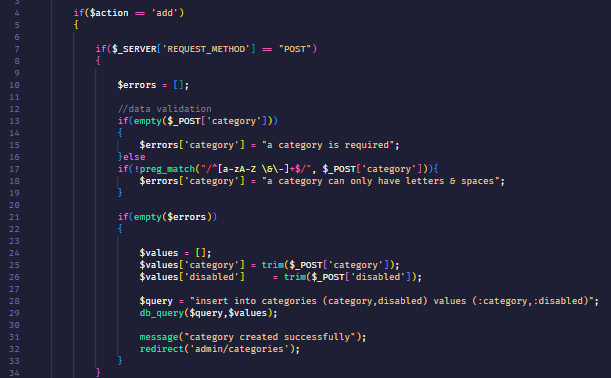 3
4 if($action == 'add')
5 {
6
7 if($_SERVER['REQUEST_METHOD'] == "POST")
8 {
9
10 $errors = [];
11
12 //data validation
13 if(empty($_POST['category']))
14 {
15 $errors['category'] = "a category is required";
16 }else
17 if(!preg_match("/^[a-zA-Z \&\-]+$/", $_POST['category'])){
18 $errors['category'] = "a category can only have letters & spaces";
19 }
20
21 if(empty($errors))
22 {
23
24 $values = [];
25 $values['category'] = trim($_POST['category']);
26 $values['disabled'] = trim($_POST['disabled']);
27
28 $query = "insert into categories (category,disabled) values (:category,:disabled)";
29 db_query($query,$values);
30
31 message("category created successfully");
32 redirect('admin/categories');
33 }
34 }